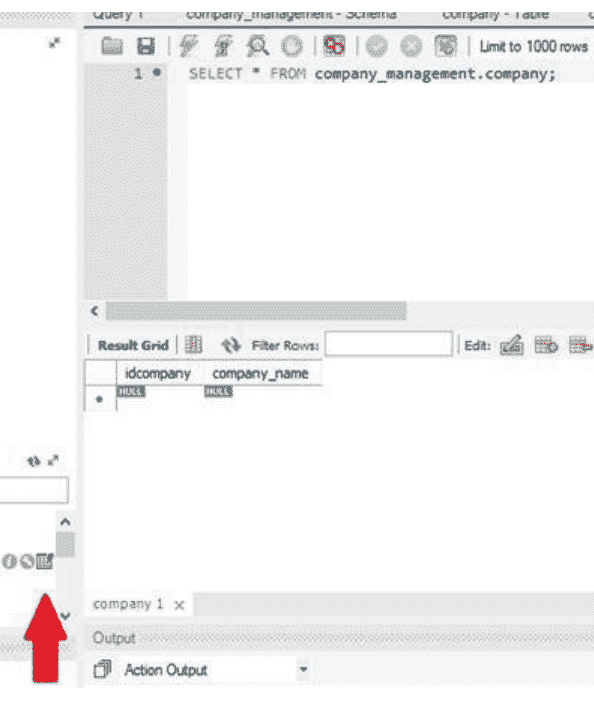 Query 1 company_management - Schema company - Table
Limit to 1000 rows
1 SELECT * FROM company_management.company;
Result Grid Filter Rows: Edit:
idcompany company_name
NULL NULL
company 1
Output
Action Output